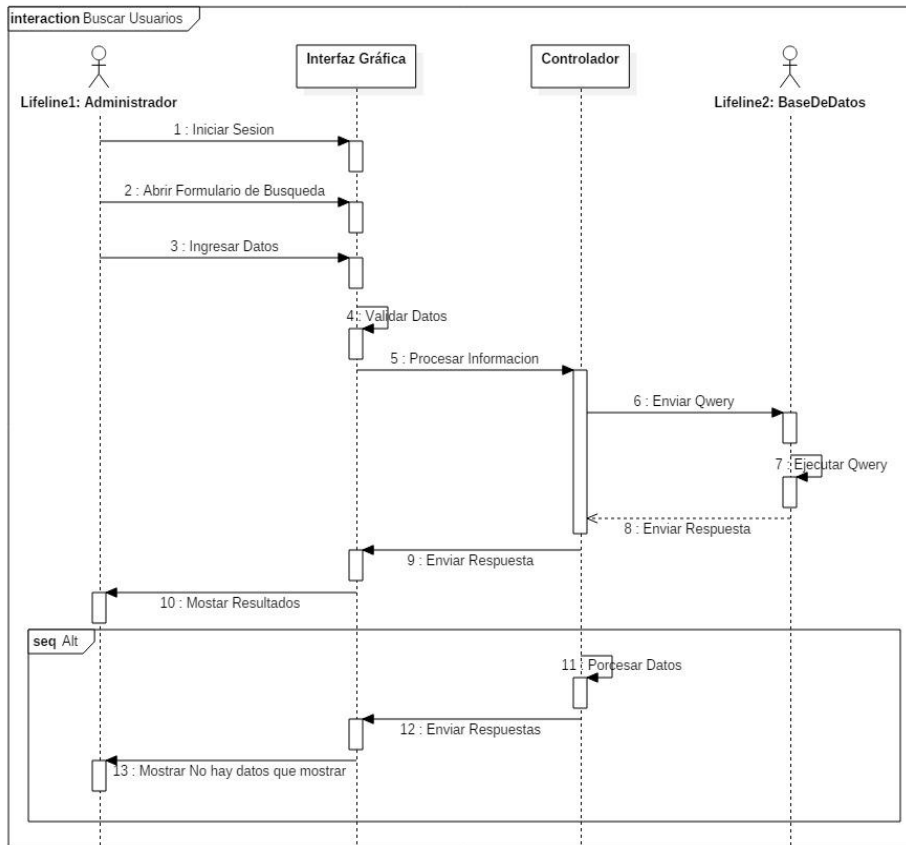 interaction Buscar Usuarios
Interfaz Gráfica
Controlador
Lifeline1: Administrador
Lifeline2: BaseDeDatos
1 : Iniciar Sesion
2 : Abrir Formulario de Busqueda
3 : Ingresar Datos
4 : Validar Datos
5 : Procesar Informacion
6 : Enviar Qwery
7 : Ejecutar Qwery
8 : Enviar Respuesta
9 : Enviar Respuesta
10 : Mostar Resultados
seq Alt
11 : Porcesar Datos
12 : Enviar Respuestas
13 : Mostrar No hay datos que mostrar